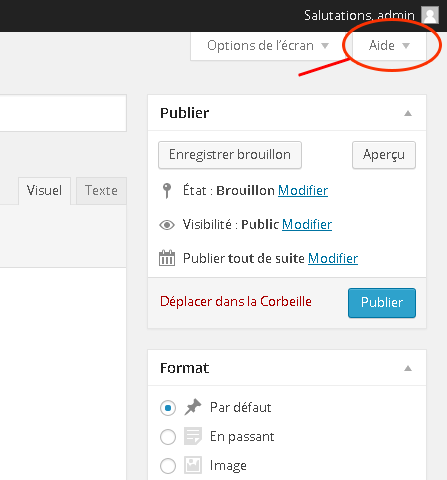 Salutations, admin
Options de l'écran Aide
Publier
Enregistrer brouillon Aperçu
Visuel Texte
État : Brouillon Modifier
Visibilité : Public Modifier
Publier tout de suite Modifier
Déplacer dans la Corbeille Publier
Format
Par défaut
En passant
Image